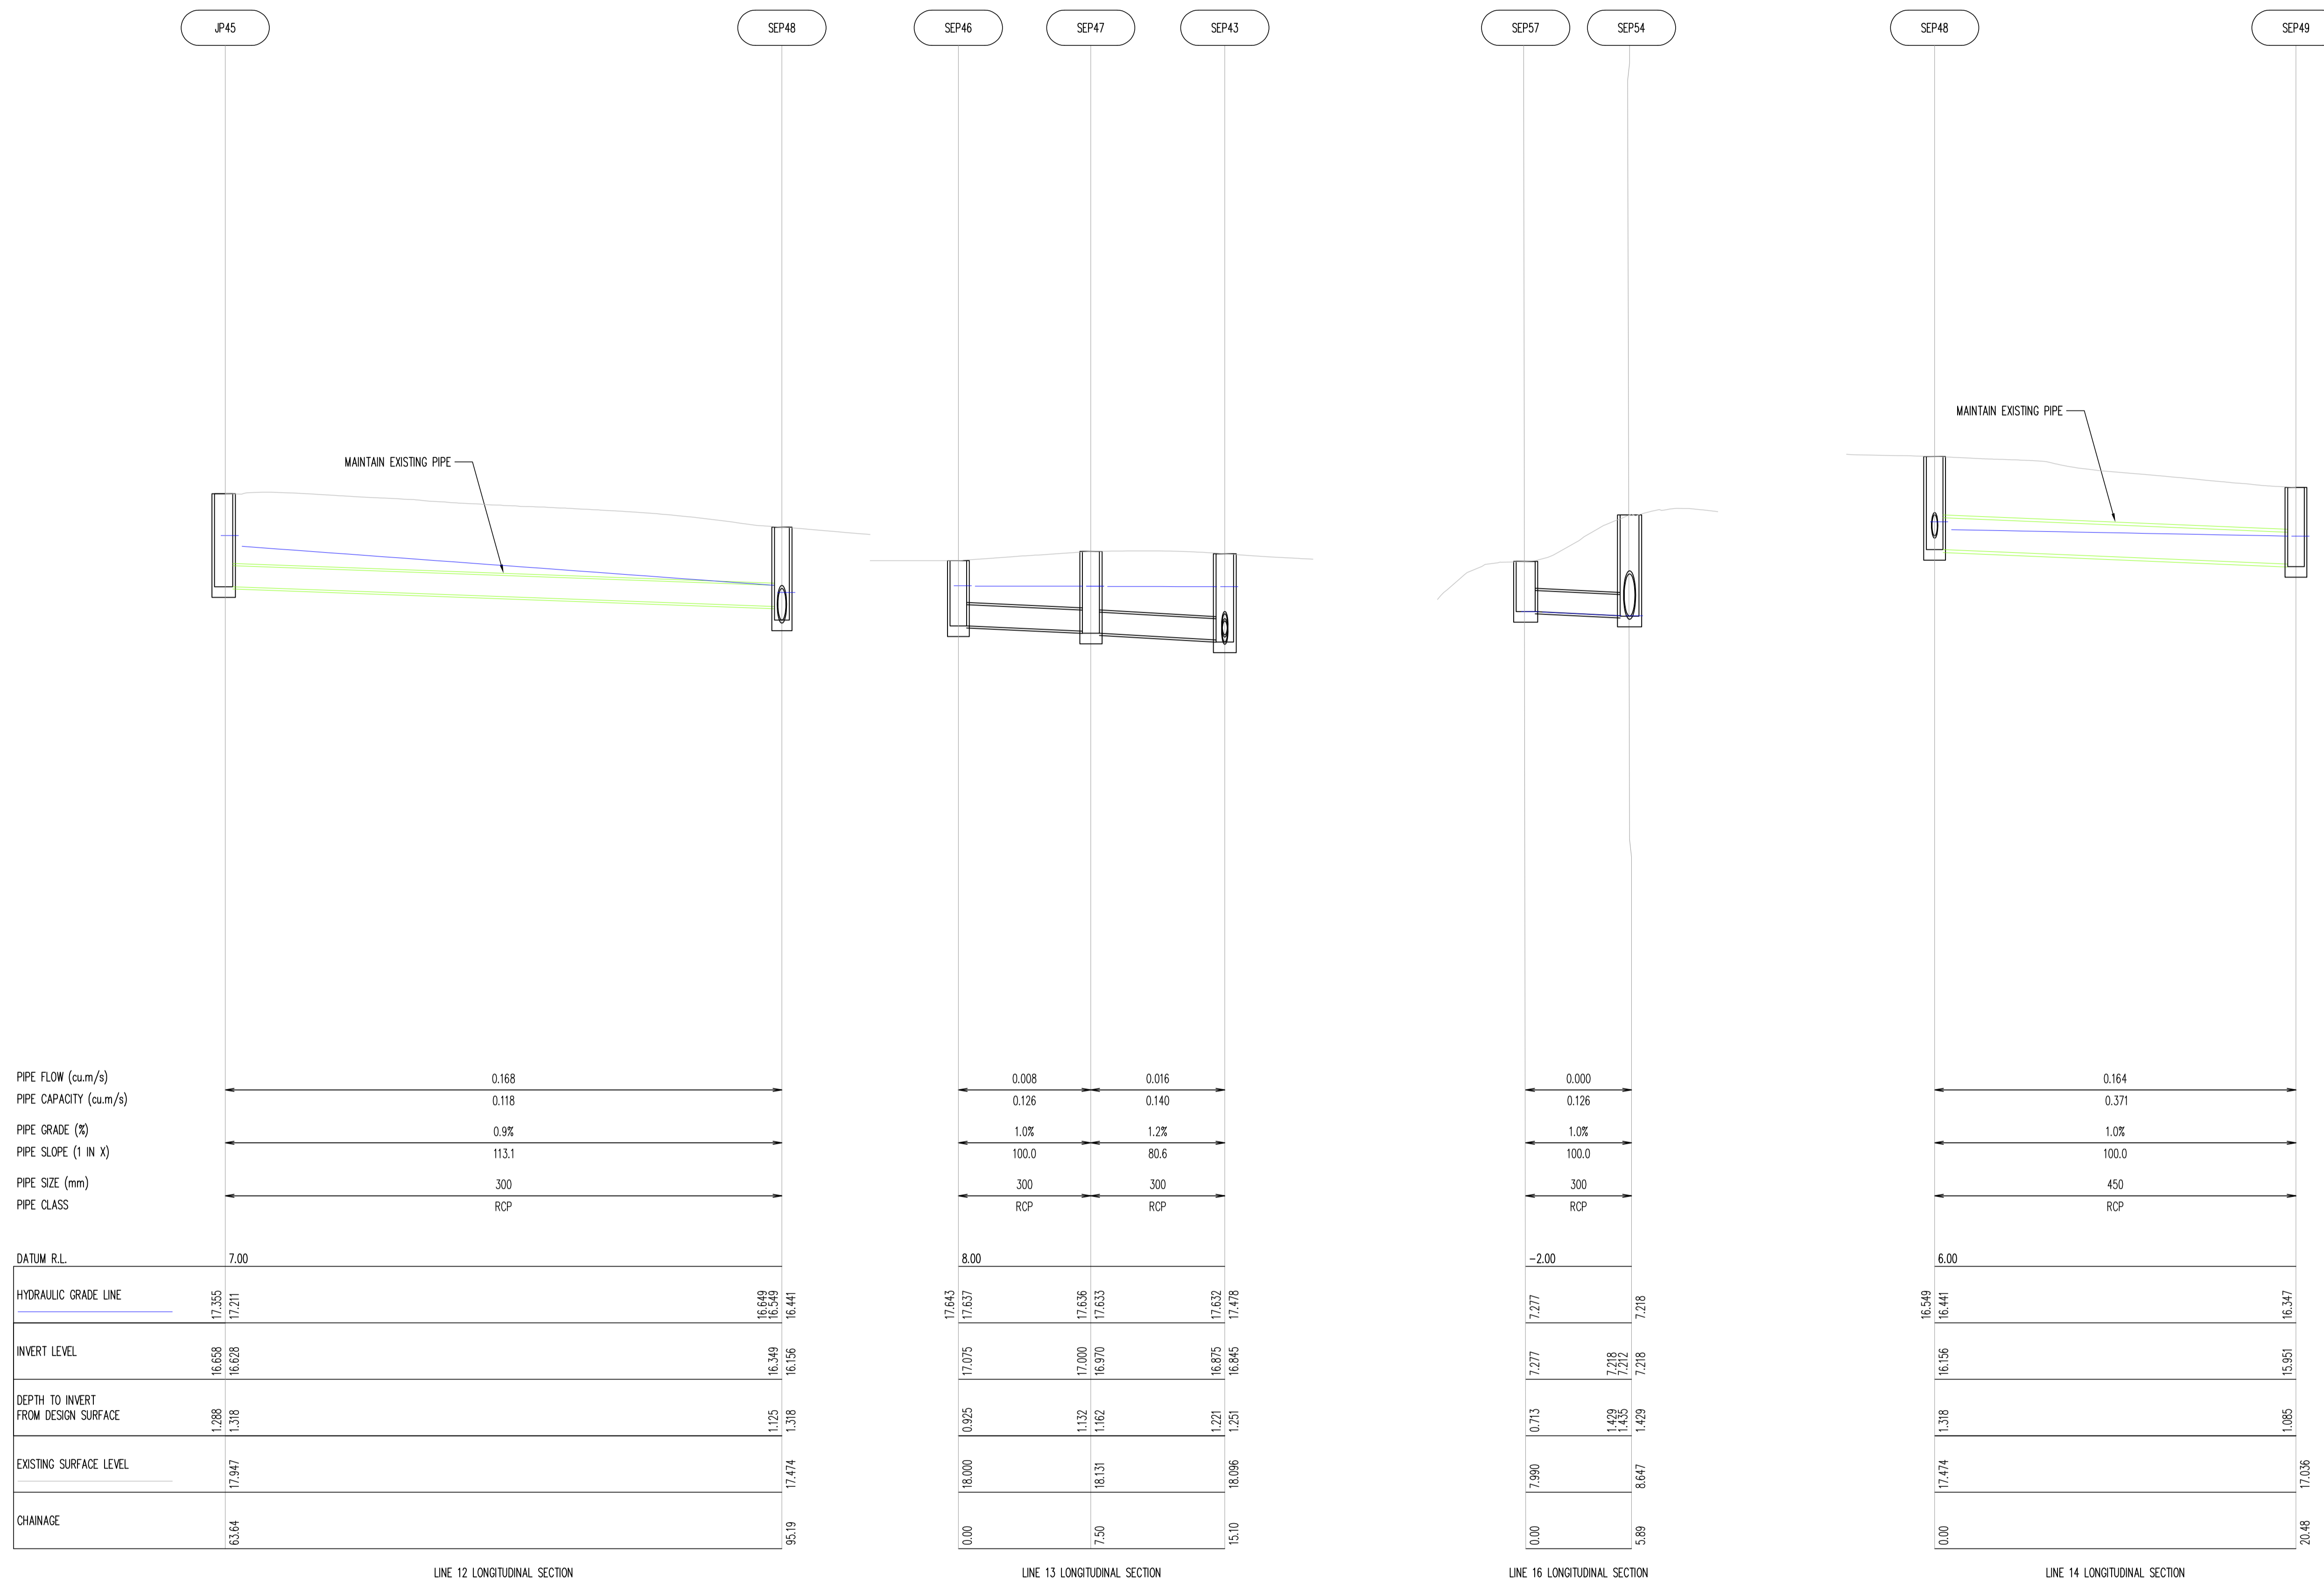 JP45 SEP48 SEP46 SEP47 SEP43 SEP57 SEP54 SEP48 SEP49
MAINTAIN EXISTING PIPE
MAINTAIN EXISTING PIPE
PIPE FLOW (cu.m/s) 0.168 0.008 0.016 0.000 0.164
PIPE CAPACITY (cu.m/s) 0.118 0.126 0.140 0.126 0.371
PIPE GRADE (%) 0.9% 1.0% 1.2% 1.0% 1.0%
PIPE SLOPE (1 IN X) 113.1 100.0 80.6 100.0 100.0
PIPE SIZE (mm) 300 300 300 300 450
PIPE CLASS RCP RCP RCP RCP RCP
DATUM R.L. 7.00 8.00 -2.00 6.00
HYDRAULIC GRADE LINE 17.355 17.211 16.649 16.549 16.441 17.643 17.637 17.636 17.633 17.632 17.478 7.277 7.218 16.549 16.441 16.347
INVERT LEVEL 16.658 16.628 16.349 16.156 17.075 17.000 16.970 16.875 16.845 7.277 7.218 7.212 7.218 16.156 15.951
DEPTH TO INVERT
FROM DESIGN SURFACE 1.288 1.318 1.125 1.318 0.925 1.132 1.162 1.221 1.251 0.713 1.429 1.435 1.429 1.318 1.085
EXISTING SURFACE LEVEL 17.947 17.474 18.000 18.131 18.096 7.990 8.647 17.474 17.036
CHAINAGE 63.64 95.19 0.00 7.50 15.10 0.00 5.89 0.00 20.48
LINE 12 LONGITUDINAL SECTION LINE 13 LONGITUDINAL SECTION LINE 16 LONGITUDINAL SECTION LINE 14 LONGITUDINAL SECTION